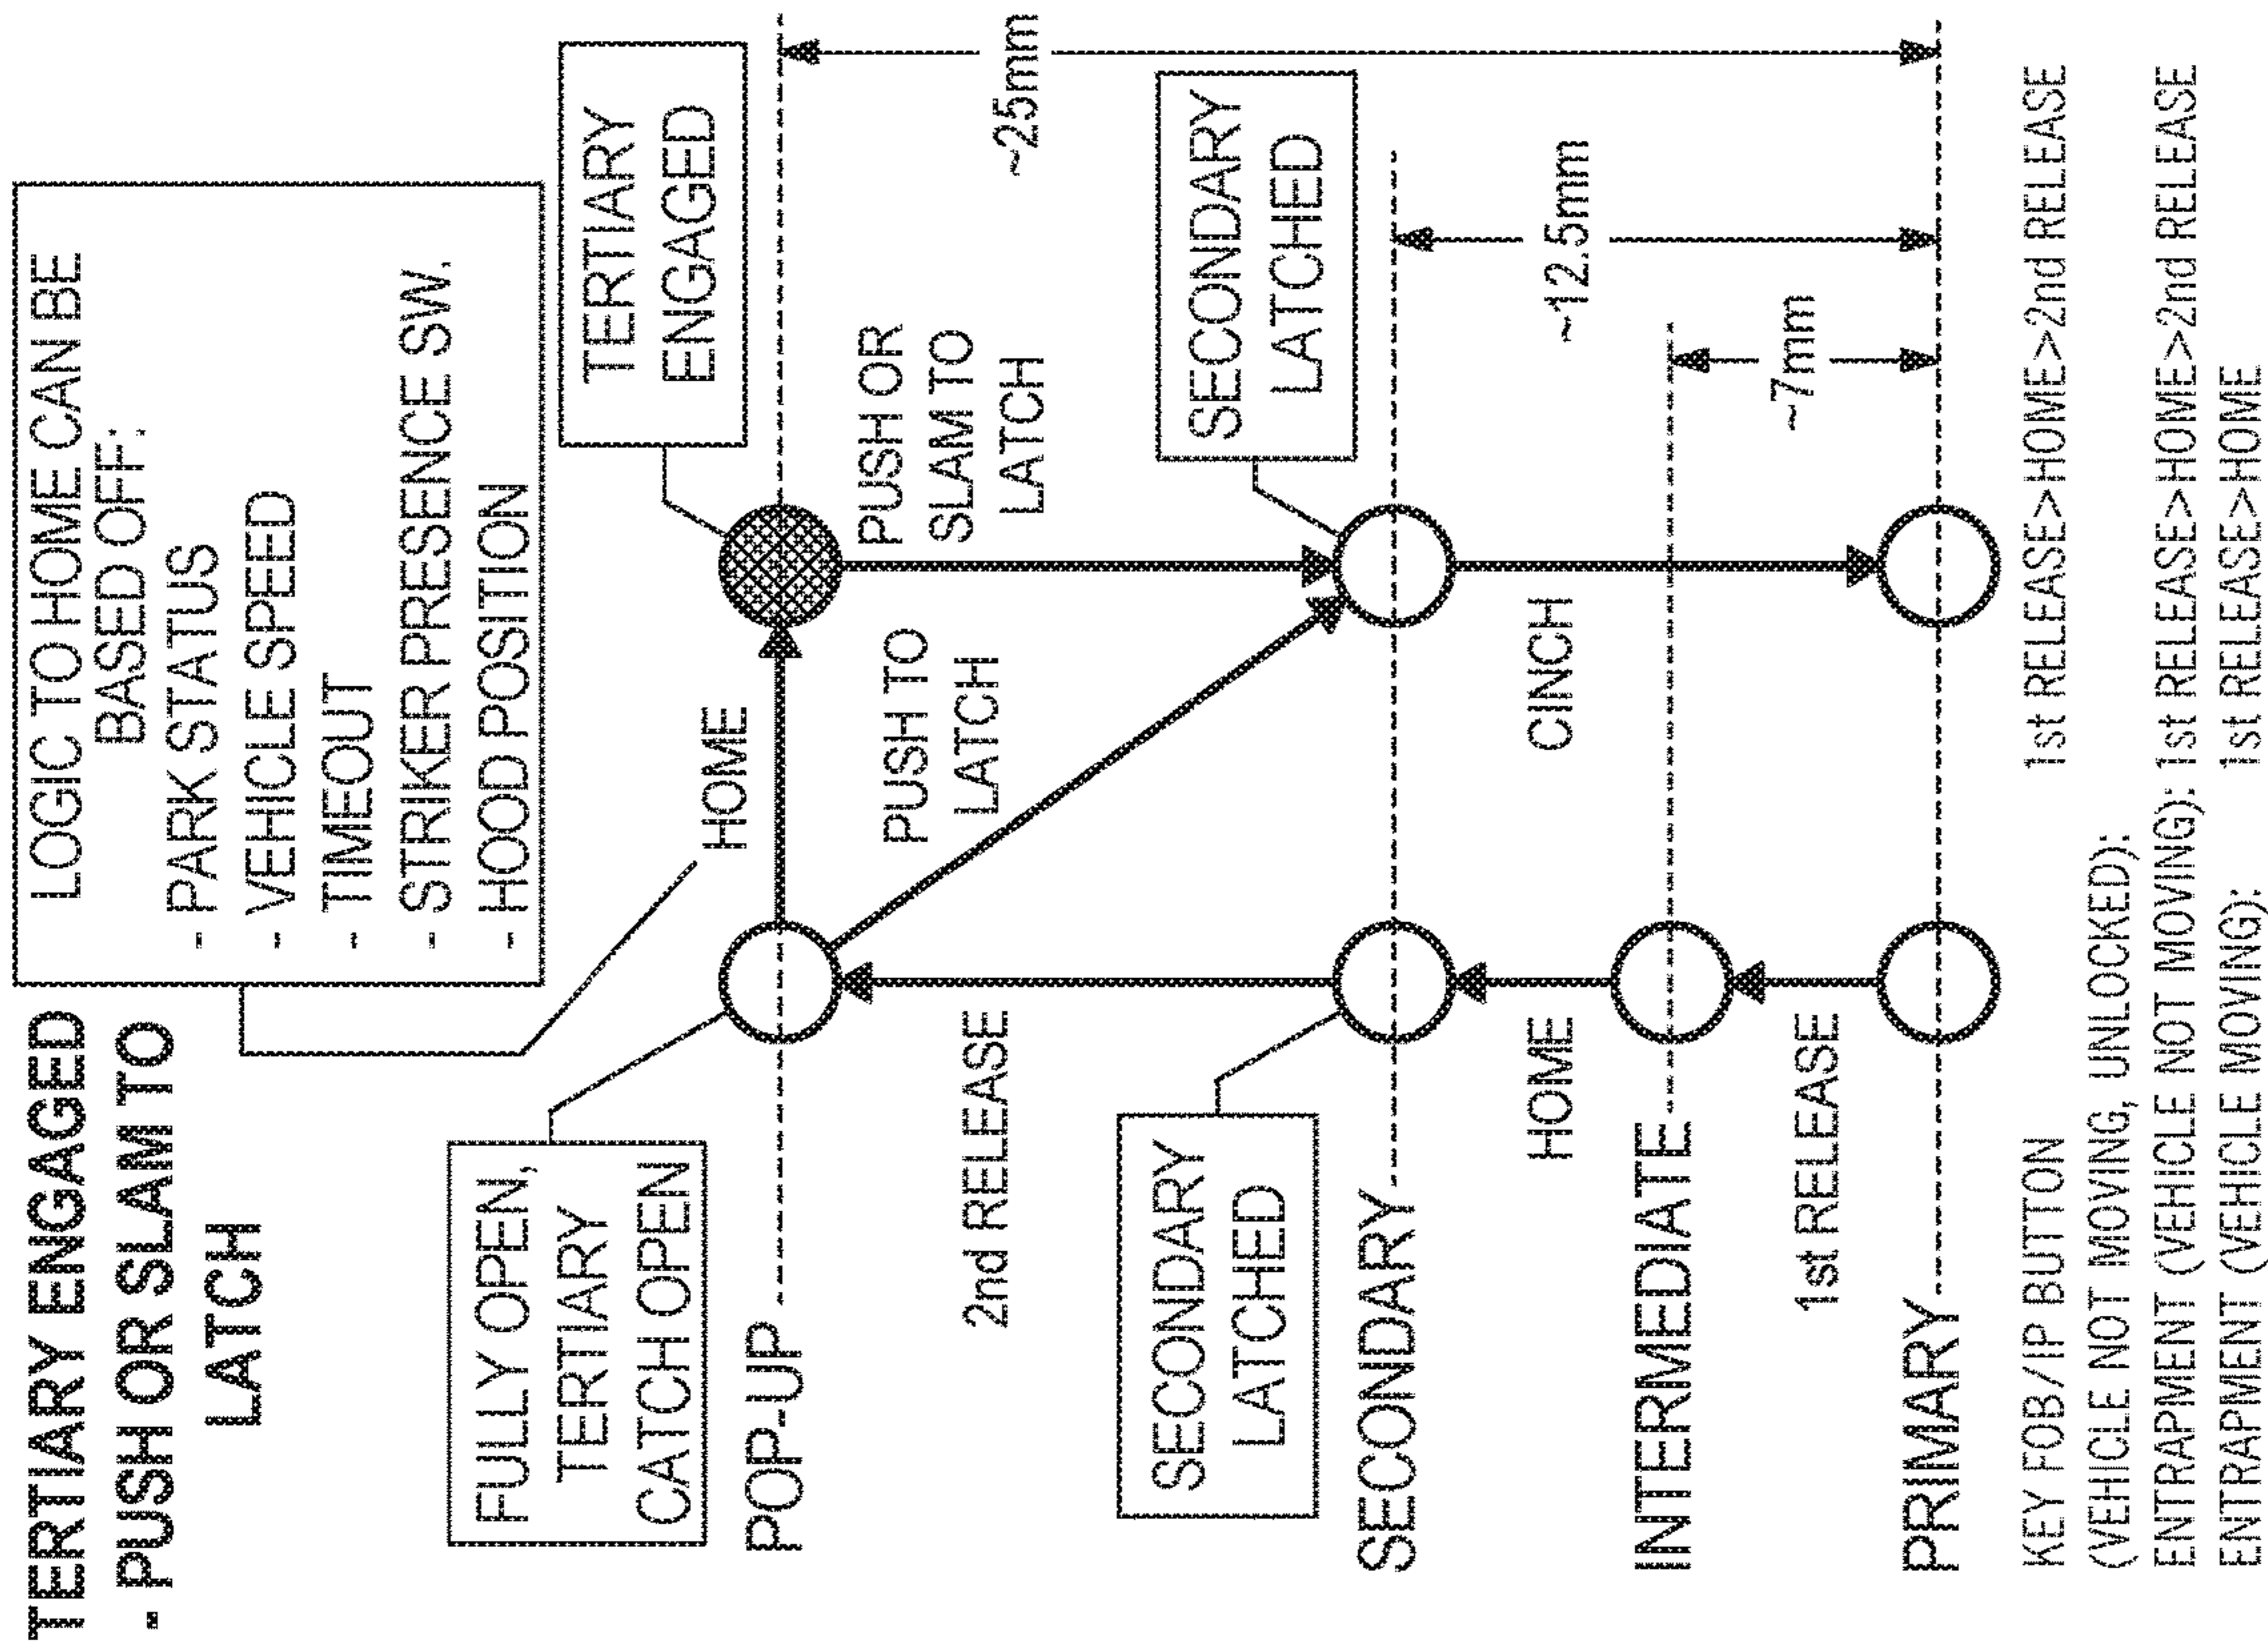 TERTIARY ENGAGED
- PUSH OR SLAM TO
LATCH
LOGIC TO HOME CAN BE
BASED OFF:
- PARK STATUS
- VEHICLE SPEED
- TIMEOUT
- STRIKER PRESENCE SW.
- HOOD POSITION
FULLY OPEN,
TERTIARY
CATCH OPEN
HOME
TERTIARY
ENGAGED
POP-UP
2nd RELEASE
PUSH TO
LATCH
PUSH OR
SLAM TO
LATCH
~25mm
SECONDARY
LATCHED
SECONDARY
LATCHED
SECONDARY
HOME
CINCH
~12.5mm
INTERMEDIATE
1st RELEASE
~7mm
PRIMARY
KEY FOB/IP BUTTON 1st RELEASE>HOME>2nd RELEASE
(VEHICLE NOT MOVING, UNLOCKED):
ENTRAPMENT (VEHICLE NOT MOVING): 1st RELEASE>HOME>2nd RELEASE
ENTRAPMENT (VEHICLE MOVING): 1st RELEASE>HOME